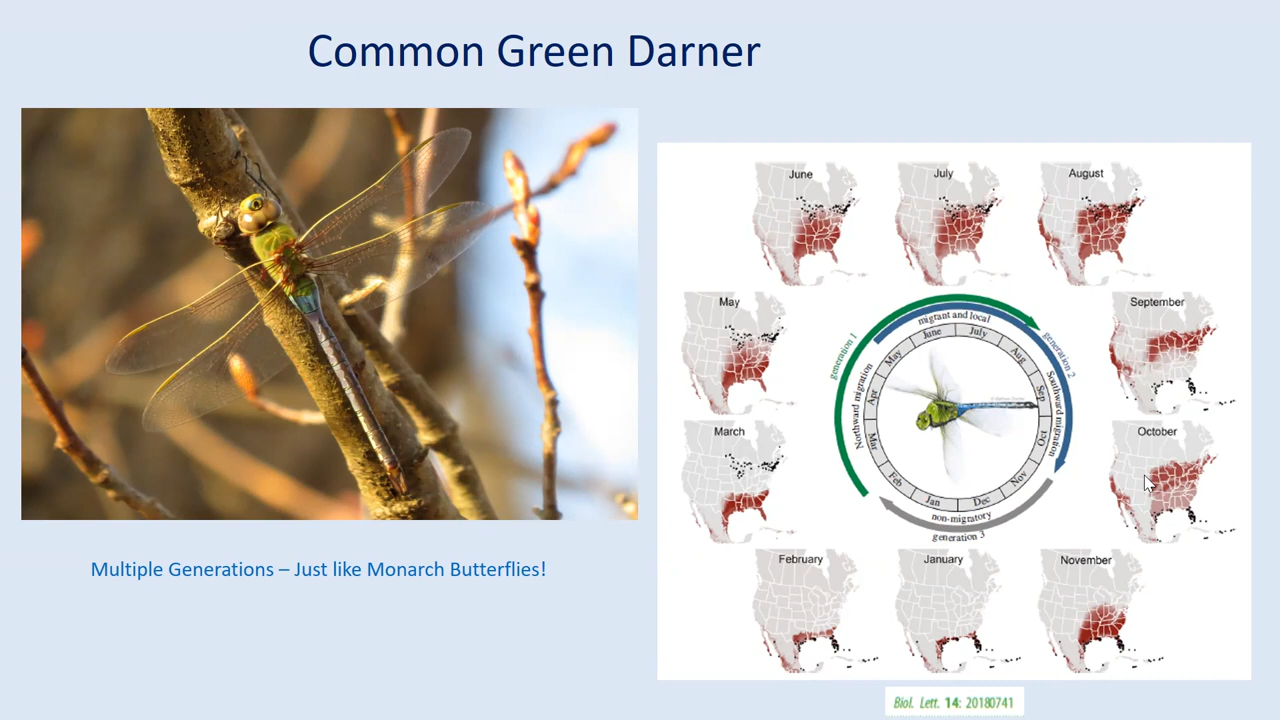 Common Green Darner
June
July
August
May
September
March
October
February
January
November
generation 1
Northward migration
migrant and local
generation 2
Southward migration
non-migratory
generation 3
Jan
Feb
Mar
Apr
May
June
July
Aug
Sep
Oct
Nov
Dec
Multiple Generations – Just like Monarch Butterflies!
Biol. Lett. 14: 20180741